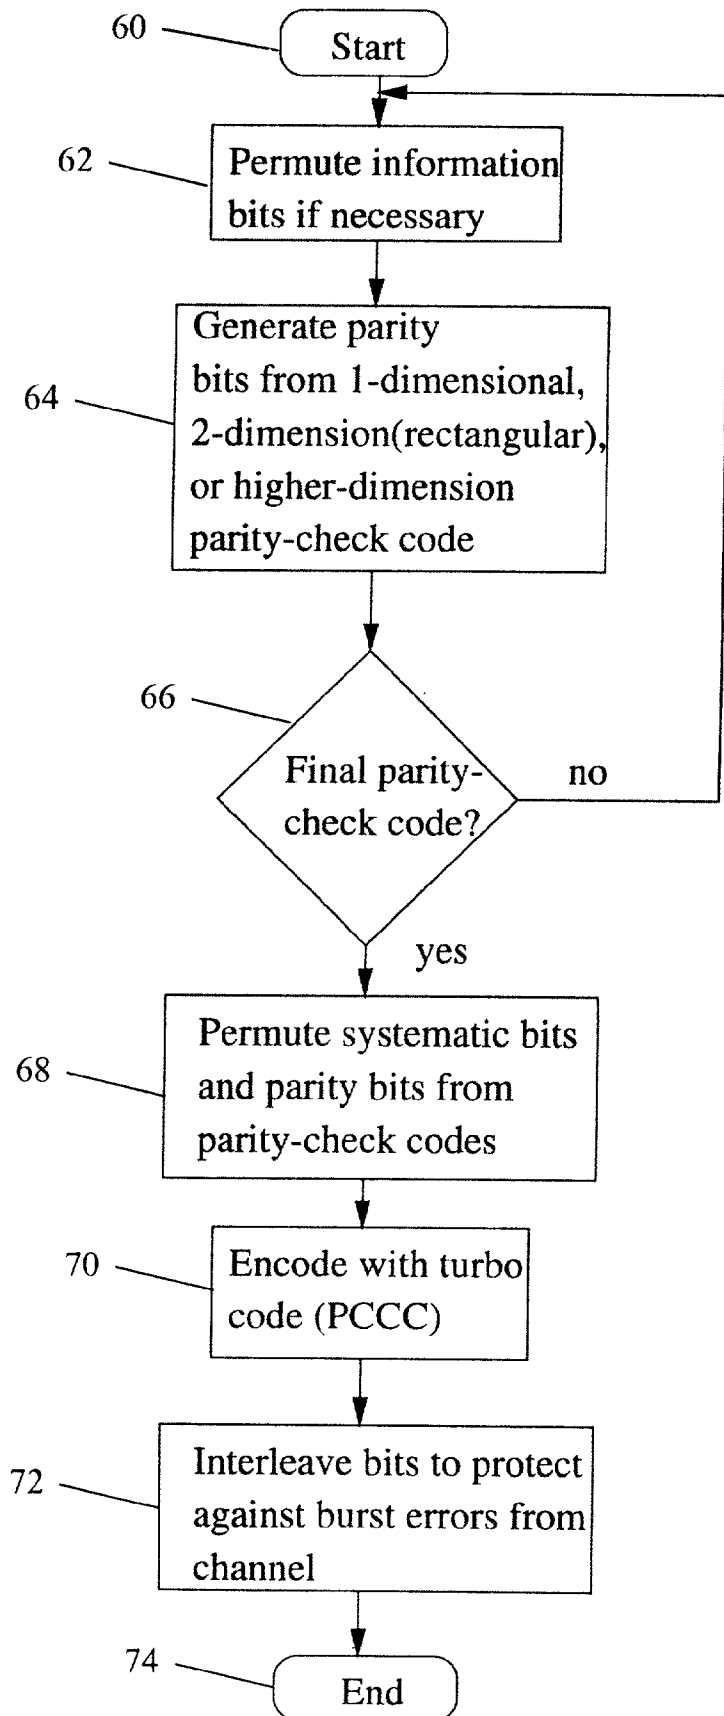 60
Start
62
Permute information
bits if necessary
64
Generate parity
bits from 1-dimensional,
2-dimension(rectangular),
or higher-dimension
parity-check code
66
Final parity-
check code?
no
yes
68
Permute systematic bits
and parity bits from
parity-check codes
70
Encode with turbo
code (PCCC)
72
Interleave bits to protect
against burst errors from
channel
74
End